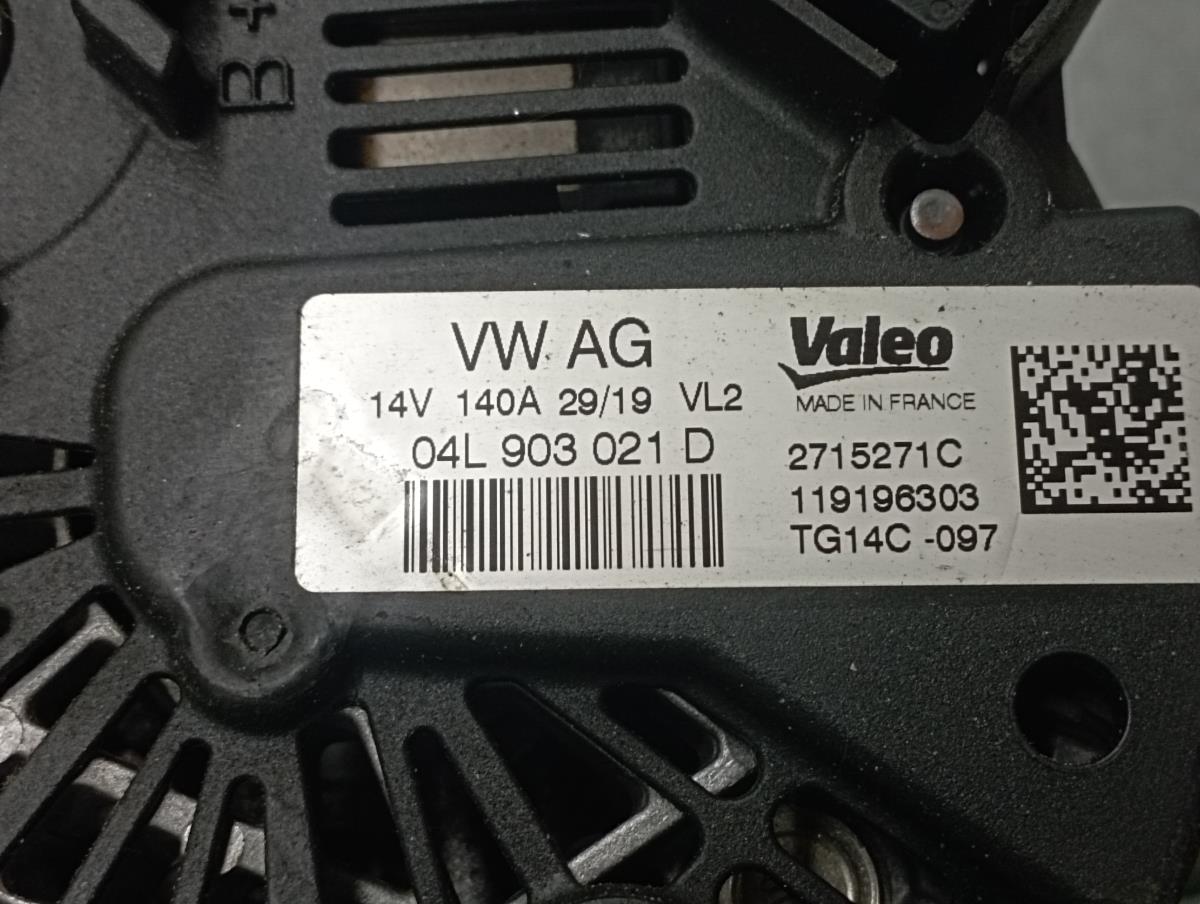 B+
VW AG
14V 140A 29/19 VL2
04L 903 021 D
Valeo
MADE IN FRANCE
2715271C
119196303
TG14C -097